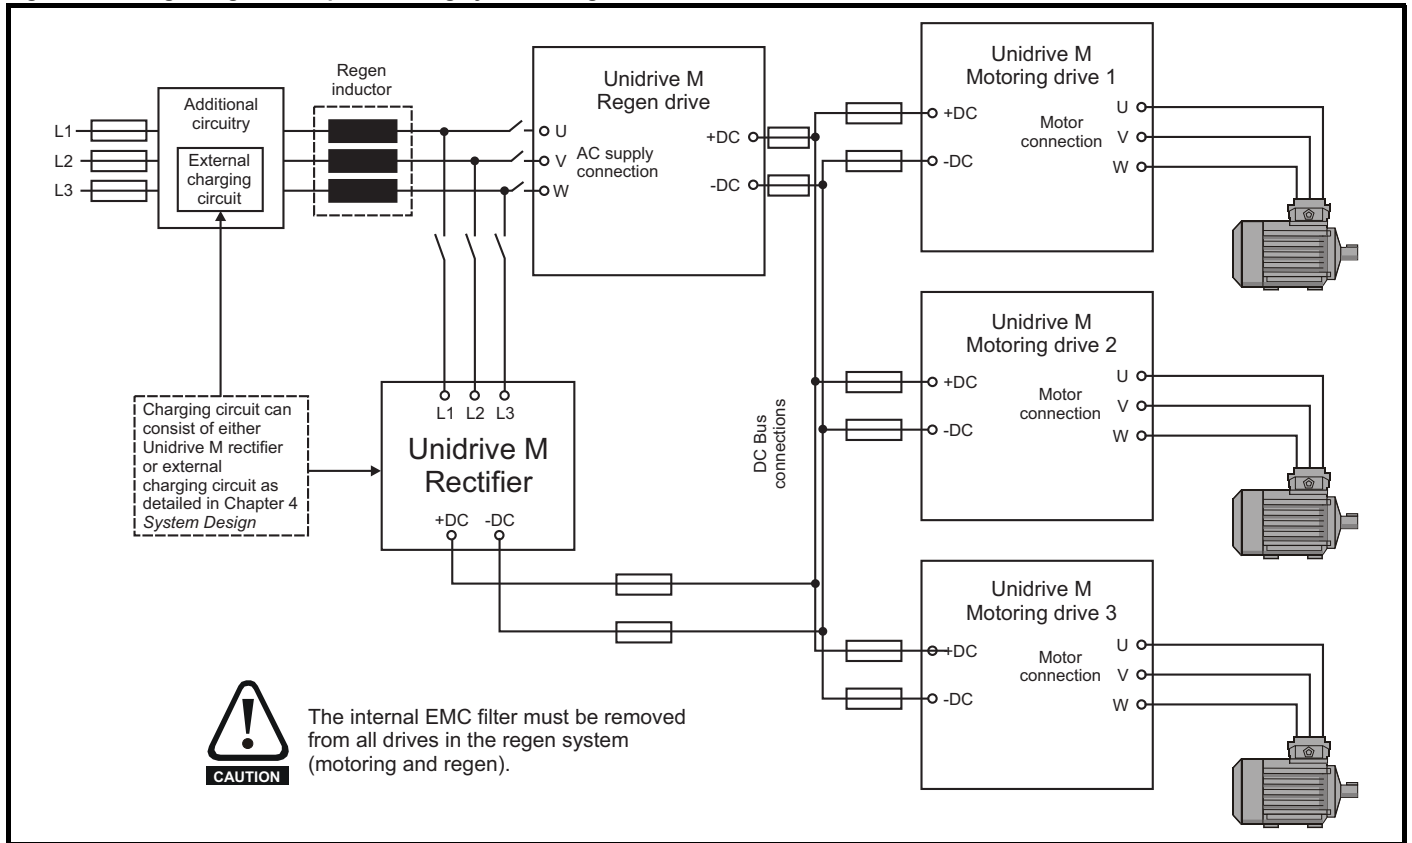 Regen
inductor
Additional
circuitry
External
charging
circuit
L1
L2
L3
Unidrive M
Regen drive
U
V
W
AC supply
connection
+DC
-DC
Unidrive M
Motoring drive 1
+DC
-DC
Motor
connection
U
V
W
Unidrive M
Motoring drive 2
+DC
-DC
Motor
connection
U
V
W
DC Bus
connections
Charging circuit can
consist of either
Unidrive M rectifier
or external
charging circuit as
detailed in Chapter 4
System Design
L1 L2 L3
Unidrive M
Rectifier
+DC -DC
Unidrive M
Motoring drive 3
+DC
-DC
Motor
connection
U
V
W
CAUTION
The internal EMC filter must be removed
from all drives in the regen system
(motoring and regen).